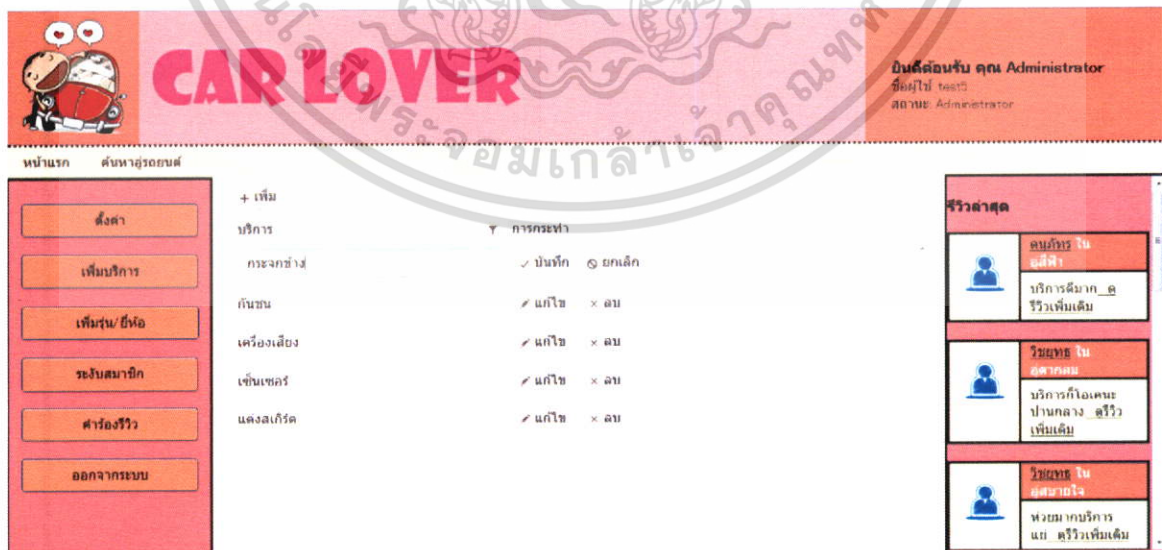 CAR LOVER
ยินดีต้อนรับ คุณ Administrator
ชื่อผู้ใช้ test5
สถานะ Administrator
พระจอมเกล้าเจ้าคุณทห
หน้าแรก ค้นหาอู่รถยนต์
ตั้งค่า
เพิ่มบริการ
เพิ่มรุ่น/ยี่ห้อ
ระงับสมาชิก
คำร้องรีวิว
ออกจากระบบ
+ เพิ่ม
บริการ การกระทำ
กระจกข้าง บันทึก ยกเลิก
กันชน แก้ไข × ลบ
เครื่องเสียง แก้ไข × ลบ
เซ็นเซอร์ แก้ไข × ลบ
แต่งสเกิร์ต แก้ไข × ลบ
รีวิวล่าสุด
ดนุภัทร ใน
อู่สีฟ้า
บริการดีมาก ดู
รีวิวเพิ่มเติม
วิชยุทธ ใน
บริการก็โอเคนะ
ปานกลาง ดูรีวิว
เพิ่มเติม
วิชยุทธ ใน
อู่สบายใจ
ห่วยมากบริการ
แย่ ดูรีวิวเพิ่มเติม